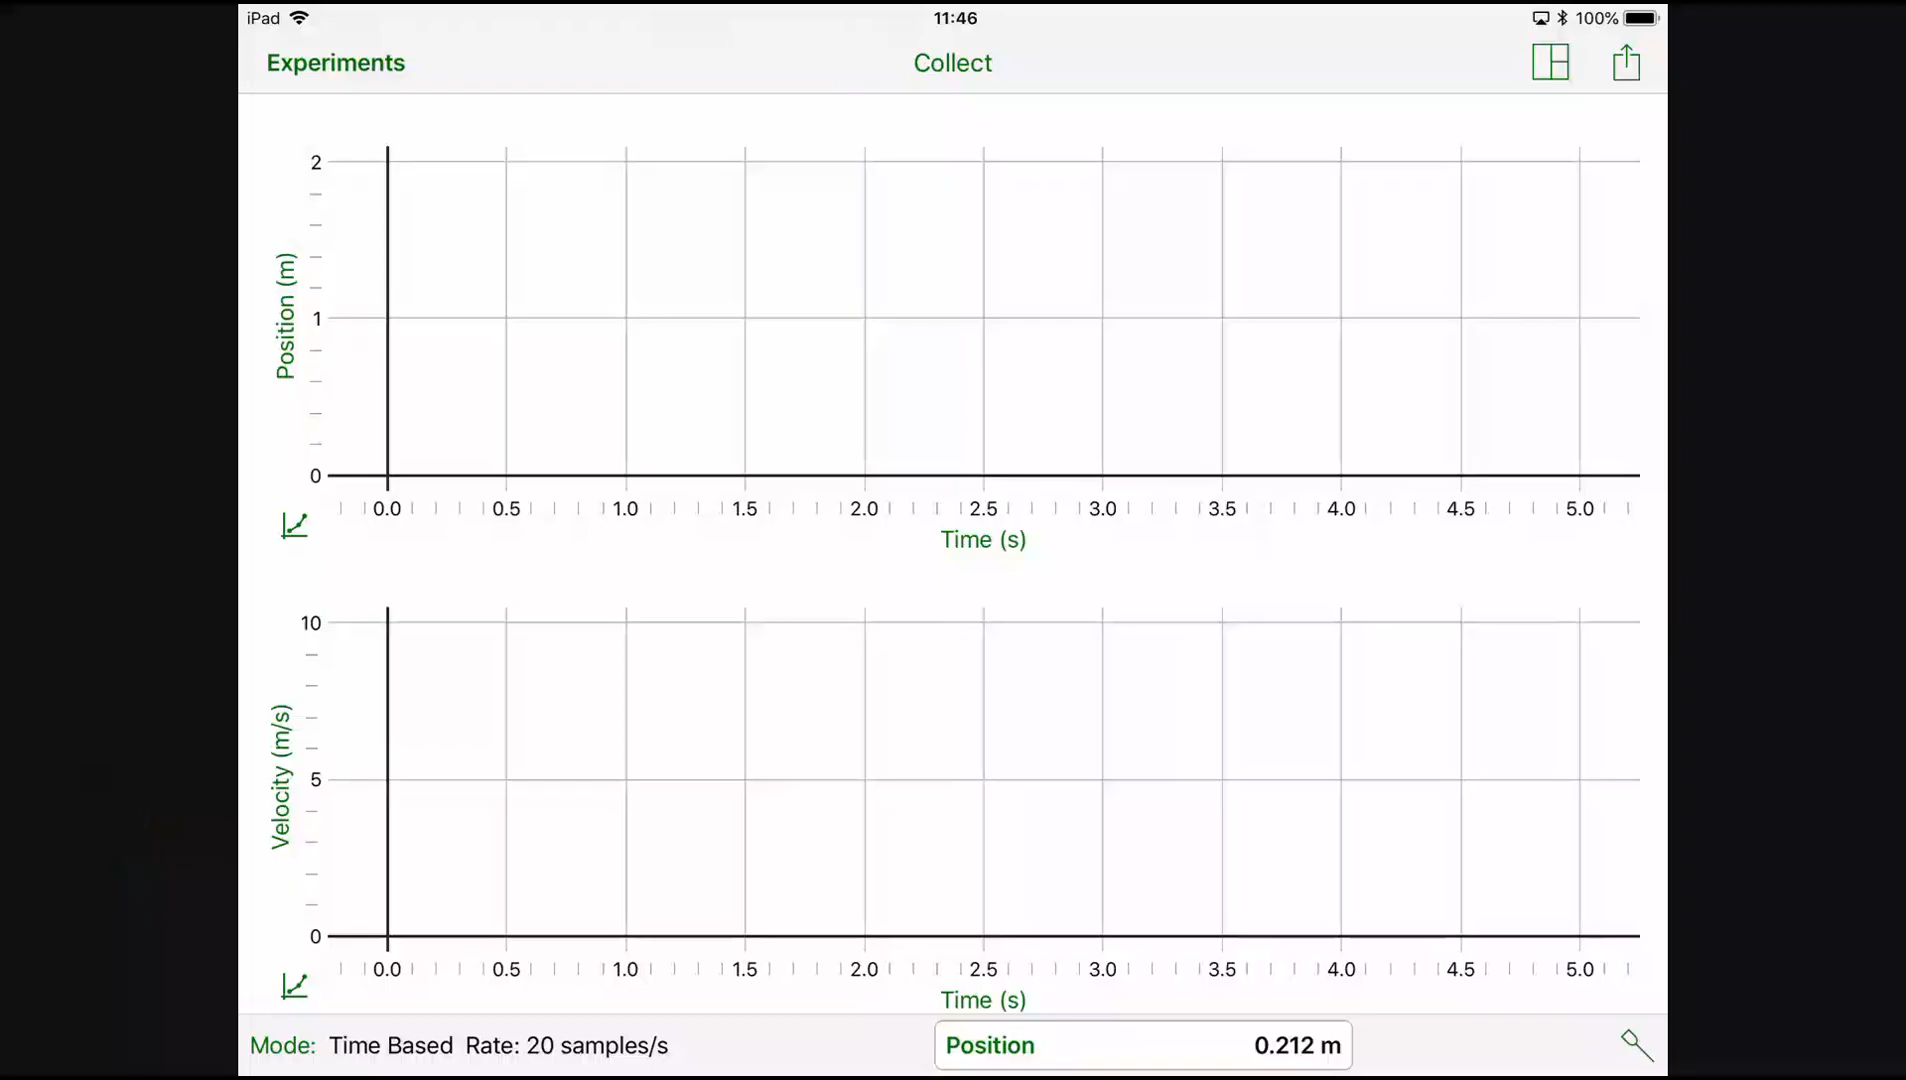 iPad 11:46 100%
Experiments Collect
Position (m)
2
1
0
0.0 0.5 1.0 1.5 2.0 2.5 3.0 3.5 4.0 4.5 5.0
Time (s)
Velocity (m/s)
10
5
0
0.0 0.5 1.0 1.5 2.0 2.5 3.0 3.5 4.0 4.5 5.0
Time (s)
Mode: Time Based Rate: 20 samples/s Position 0.212 m